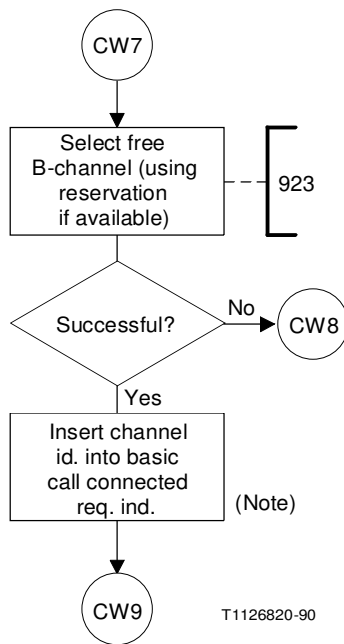 CW7
Select free
B-channel (using
reservation
if available)
923
Successful?
No
CW8
Yes
Insert channel
id. into basic
call connected
req. ind.
(Note)
CW9
T1126820-90